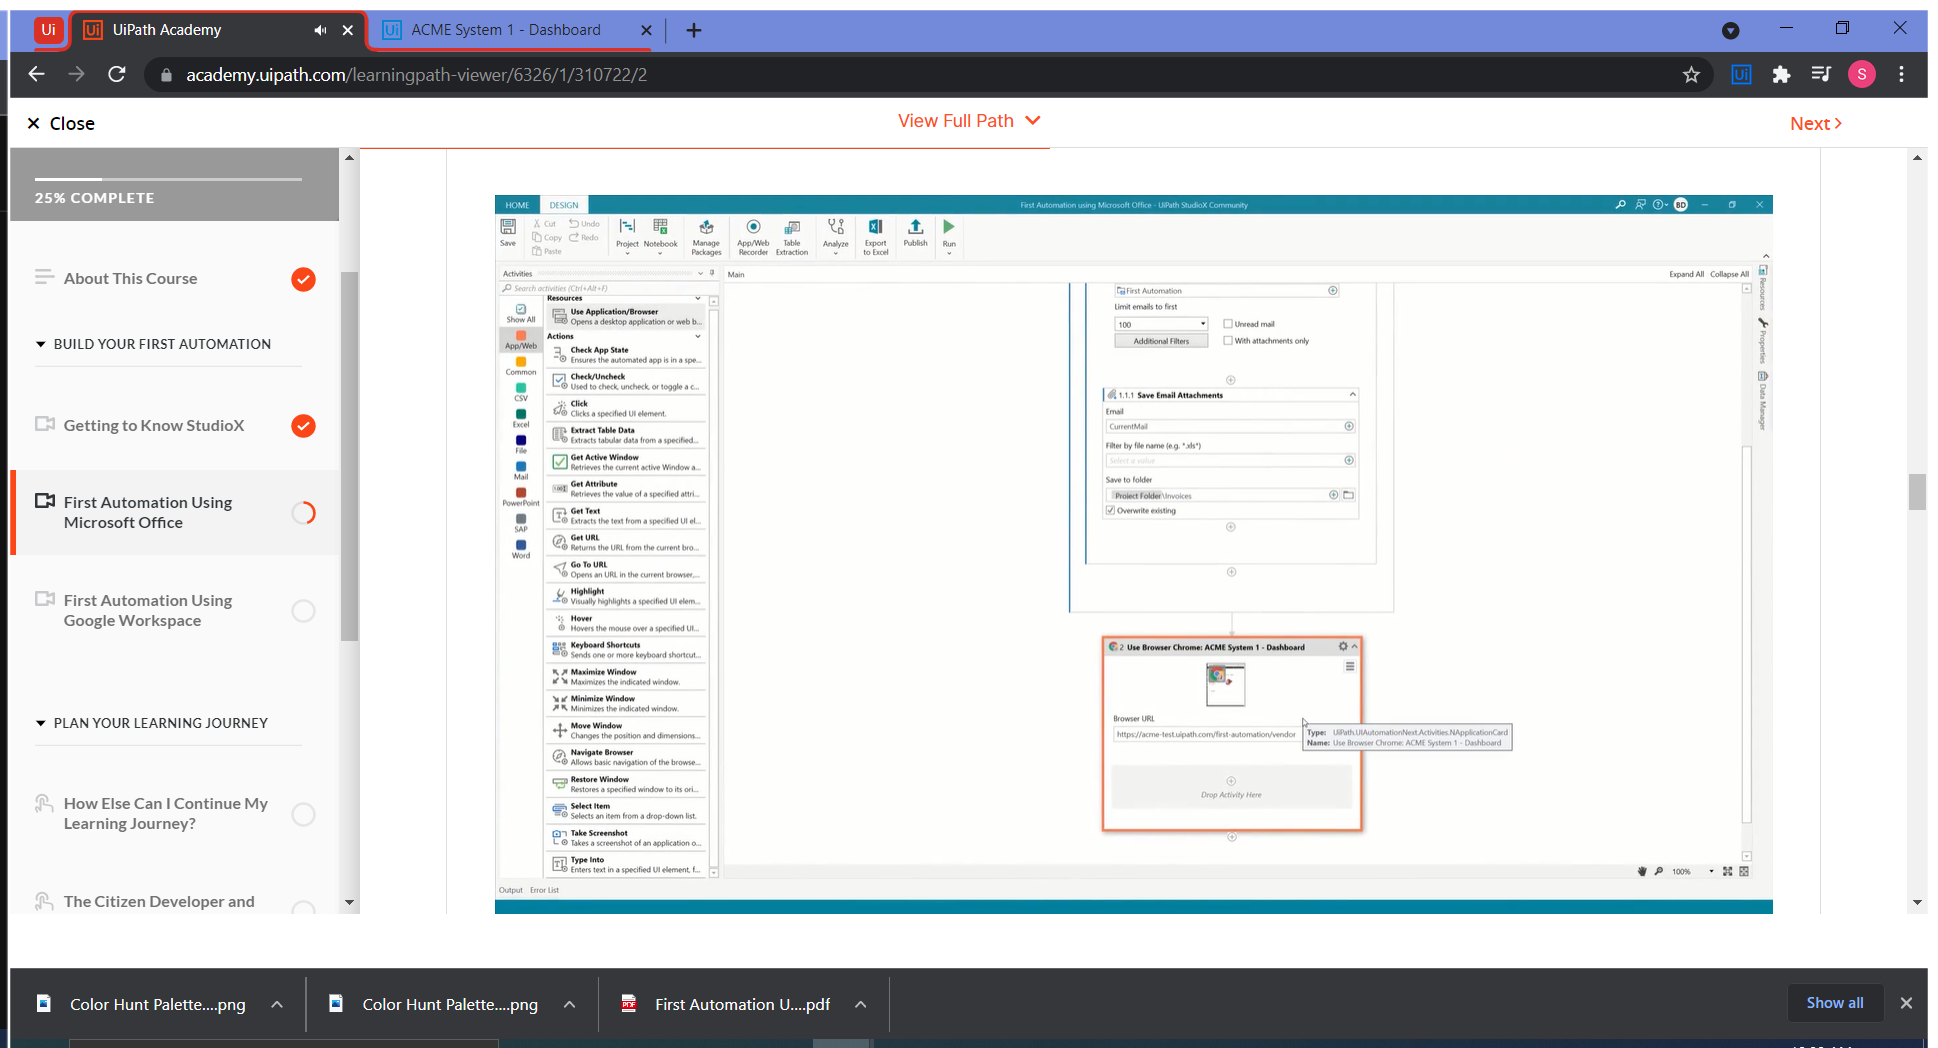 Ui
UiPath Academy
ACME System 1 - Dashboard
academy.uipath.com/learningpath-viewer/6326/1/310722/2
Ui
S
Close
View Full Path
Next
25% COMPLETE
About This Course
BUILD YOUR FIRST AUTOMATION
Getting to Know StudioX
First Automation Using
Microsoft Office
First Automation Using
Google Workspace
PLAN YOUR LEARNING JOURNEY
How Else Can I Continue My
Learning Journey?
The Citizen Developer and
HOME
DESIGN
First Automation using Microsoft Office - UiPath StudioX Community
BD
Save
Cut
Copy
Paste
Undo
Redo
Project
Notebook
Manage
Packages
App/Web
Recorder
Table
Extraction
Analyze
Export
to Excel
Publish
Run
Activities
Search activities (Ctrl+Alt+F)
Show All
App/Web
Common
CSV
Excel
File
Mail
PowerPoint
SAP
Word
Resources
Use Application/Browser
Opens a desktop application or web b...
Actions
Check App State
Ensures the automated app is in a spe...
Check/Uncheck
Used to check, uncheck, or toggle a c...
Click
Clicks a specified UI element.
Extract Table Data
Extracts tabular data from a specified...
Get Active Window
Retrieves the current active Window a...
Get Attribute
Retrieves the value of a specified attri...
Get Text
Extracts the text from a specified UI el...
Get URL
Returns the URL from the current bro...
Go To URL
Opens an URL in the current browser,...
Highlight
Visually highlights a specified UI elem...
Hover
Hovers the mouse over a specified UI...
Keyboard Shortcuts
Sends one or more keyboard shortcut...
Maximize Window
Maximizes the indicated window.
Minimize Window
Minimizes the indicated window.
Move Window
Changes the position and dimensions...
Navigate Browser
Allows basic navigation of the browse...
Restore Window
Restores a specified window to its ori...
Select Item
Selects an item from a drop-down list.
Take Screenshot
Takes a screenshot of an application o...
Type Into
Enters text in a specified UI element, f...
Main
Expand All Collapse All
Resources
Properties
Data Manager
First Automation
Limit emails to first
100
Unread mail
Additional Filters
With attachments only
1.1.1 Save Email Attachments
Email
CurrentMail
Filter by file name (e.g. *.xls*)
Select a value
Save to folder
Project Folder\Invoices
Overwrite existing
2 Use Browser Chrome: ACME System 1 - Dashboard
Browser URL
https://acme-test.uipath.com/first-automation/vendor
Type: UiPath.UIAutomationNext.Activities.NApplicationCard
Name: Use Browser Chrome: ACME System 1 - Dashboard
Drop Activity Here
100%
Output Error List
Color Hunt Palette....png
Color Hunt Palette....png
First Automation U....pdf
Show all